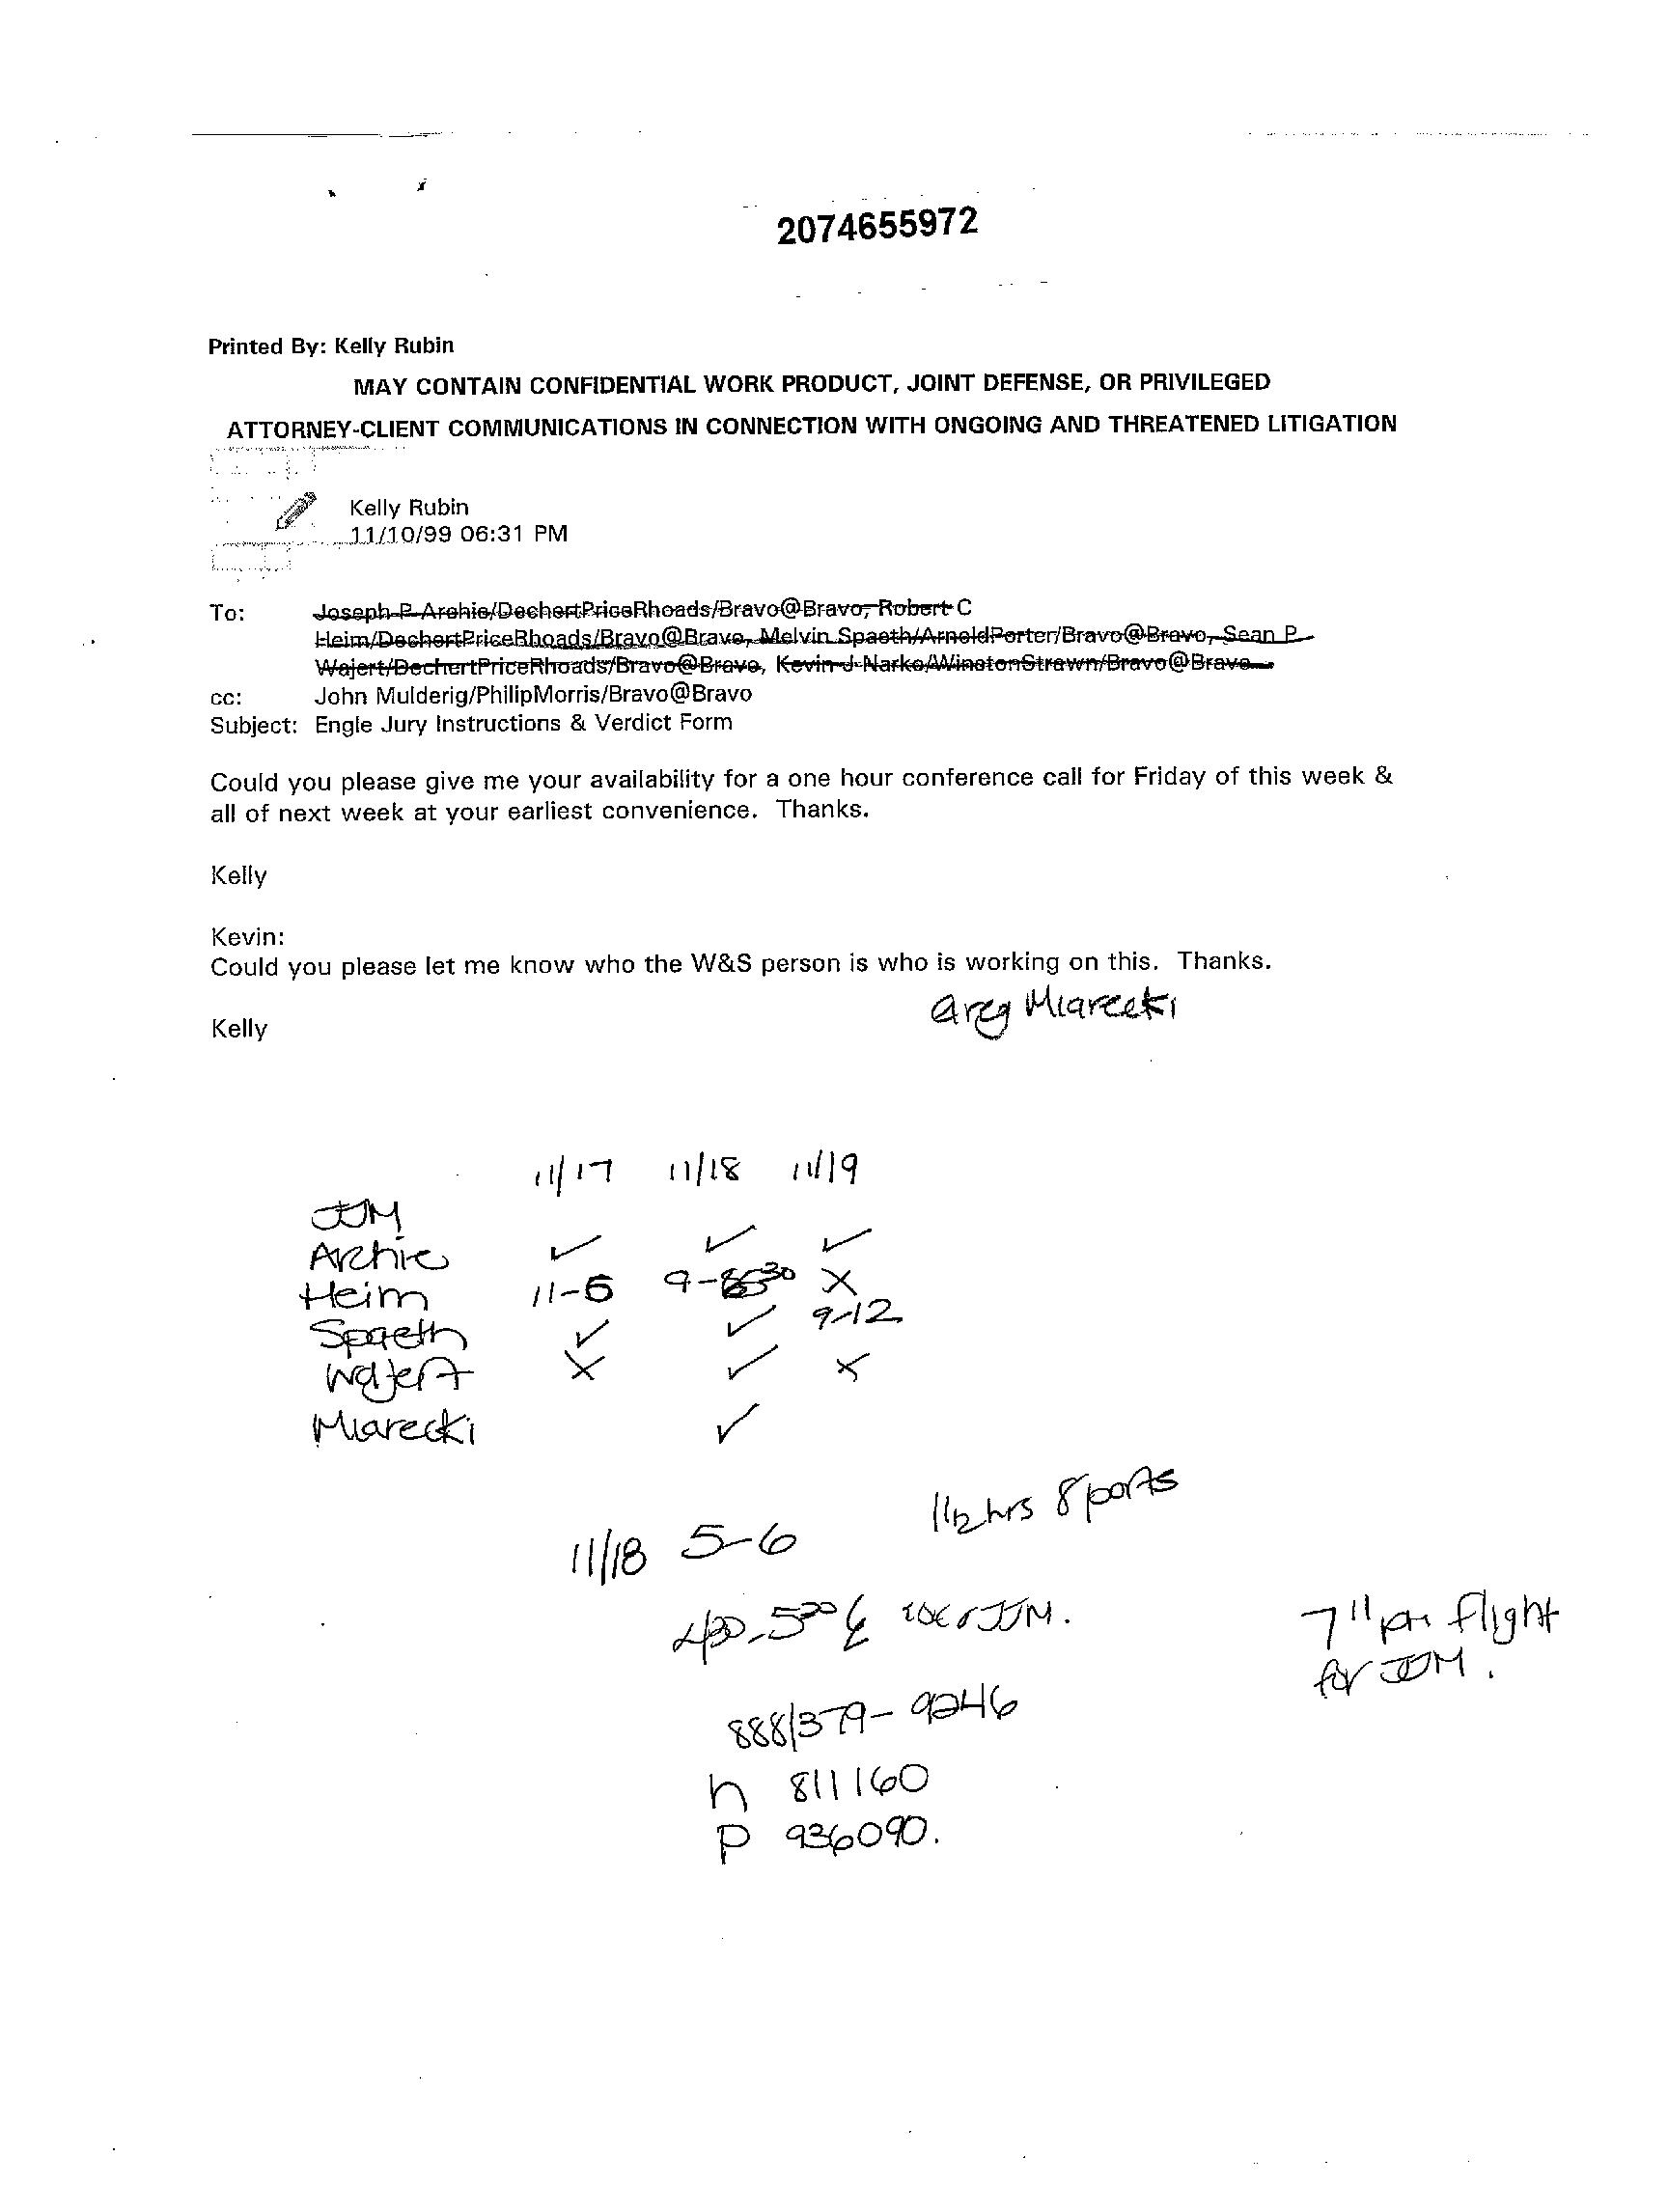 2074655972
Printed By: Kelly Rubin
MAY CONTAIN CONFIDENTIAL WORK PRODUCT, JOINT DEFENSE, OR PRIVILEGED
ATTORNEY-CLIENT COMMUNICATIONS IN CONNECTION WITH ONGOING AND THREATENED LITIGATION
Kelly Rubin
11/10/99 06:31 PM
To: Joseph P Archie/DechertPriceRhoads/Bravo@Bravo, Robert C
Heim/DechertPriceRhoads/Bravo@Bravo, Melvin Spaeth/ArnoldPorter/Bravo@Bravo, Sean P
Wajert/DechertPriceRhoads/Bravo@Bravo, Kevin J Narko/WinstonStrawn/Bravo@Bravo
cc: John Mulderig/PhilipMorris/Bravo@Bravo
Subject: Engle Jury Instructions & Verdict Form
Could you please give me your availability for a one hour conference call for Friday of this week &
all of next week at your earliest convenience. Thanks.
Kelly
Kevin:
Could you please let me know who the W&S person is who is working on this. Thanks.
Greg Miarecki
Kelly
11/17 11/18 11/19
JJM
Archie ✓ ✓ ✓
Heim 11-6 9- 30 X
Spaeth ✓ ✓ 9-12
Wajert X ✓ X
Miarecki ✓
1 1/2 hrs 8 ports
11/18 5-6
JJM.
7 pm flight
for JJM.
888/379-9246
h 811160
P 936090.